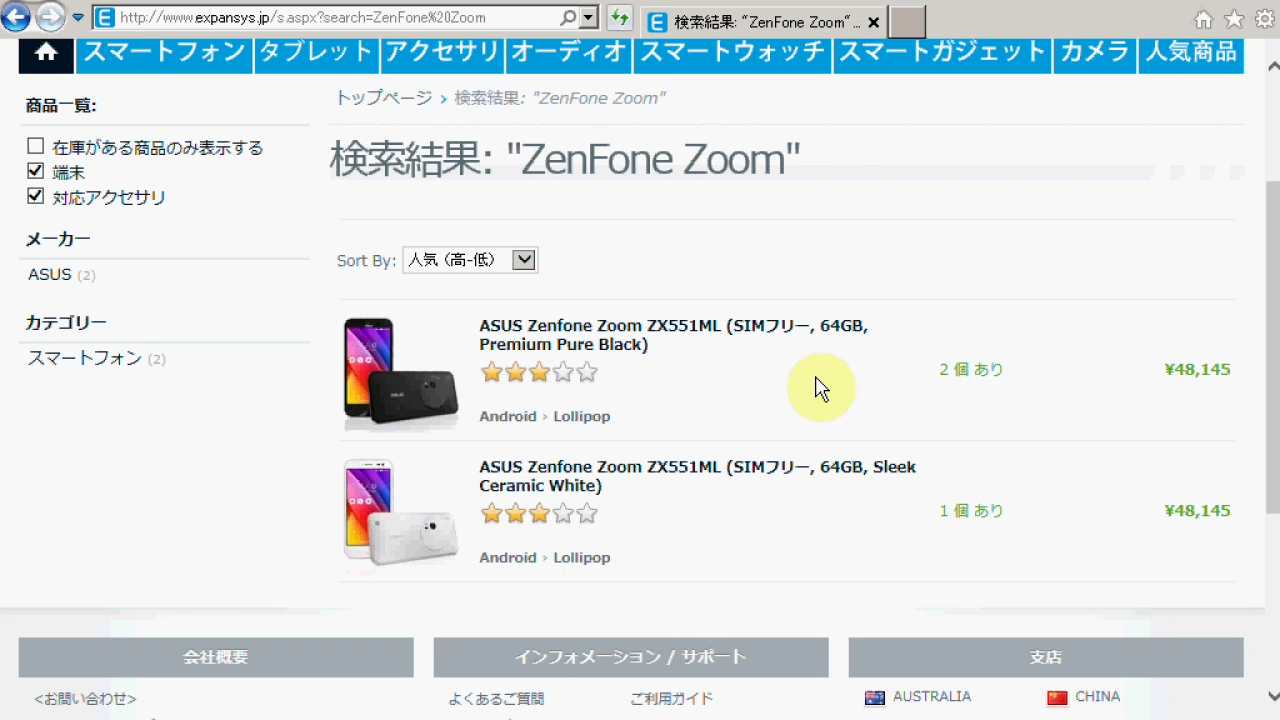 http://www.expansys.jp/s.aspx?search=ZenFone%20Zoom
検索結果: "ZenFone Zoom"...
スマートフォン タブレット アクセサリ オーディオ スマートウォッチ スマートガジェット カメラ 人気商品
商品一覧:
在庫がある商品のみ表示する
端末
対応アクセサリ
メーカー
ASUS (2)
カテゴリー
スマートフォン (2)
トップページ › 検索結果: "ZenFone Zoom"
検索結果: "ZenFone Zoom"
Sort By: 人気 (高-低)
ASUS Zenfone Zoom ZX551ML (SIMフリー, 64GB,
Premium Pure Black)
Android › Lollipop
2 個 あり
¥48,145
ASUS Zenfone Zoom ZX551ML (SIMフリー, 64GB, Sleek
Ceramic White)
Android › Lollipop
1 個 あり
¥48,145
会社概要
<お問い合わせ>
インフォメーション / サポート
よくあるご質問 ご利用ガイド
支店
AUSTRALIA CHINA